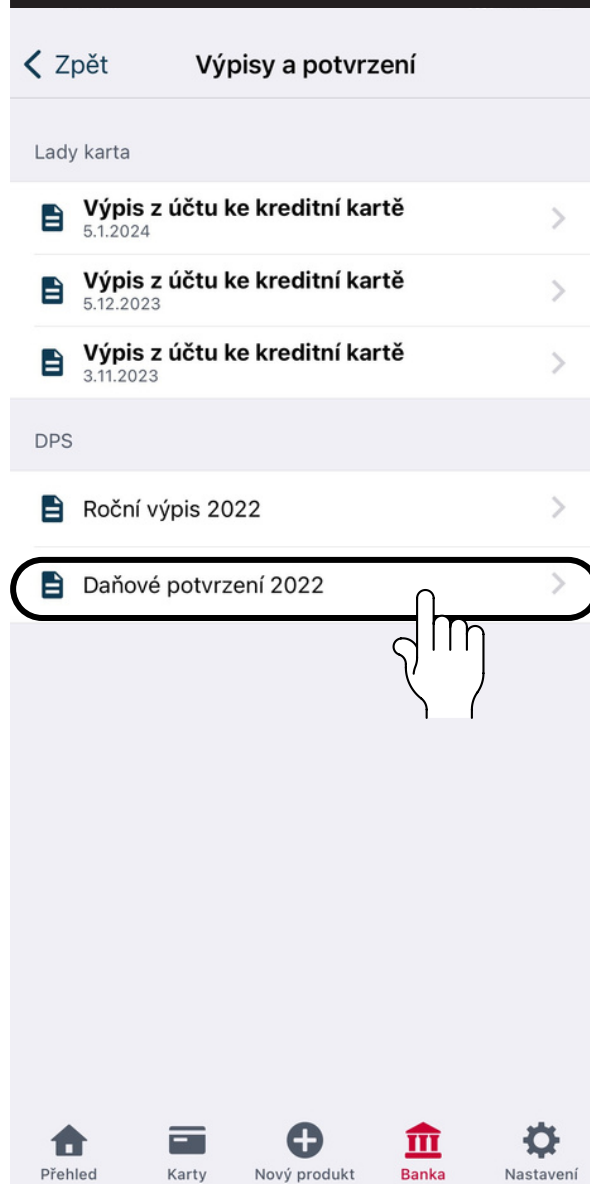 Zpět Výpisy a potvrzení
Lady karta
Výpis z účtu ke kreditní kartě
5.1.2024
Výpis z účtu ke kreditní kartě
5.12.2023
Výpis z účtu ke kreditní kartě
3.11.2023
DPS
Roční výpis 2022
Daňové potvrzení 2022
Přehled Karty Nový produkt Banka Nastavení